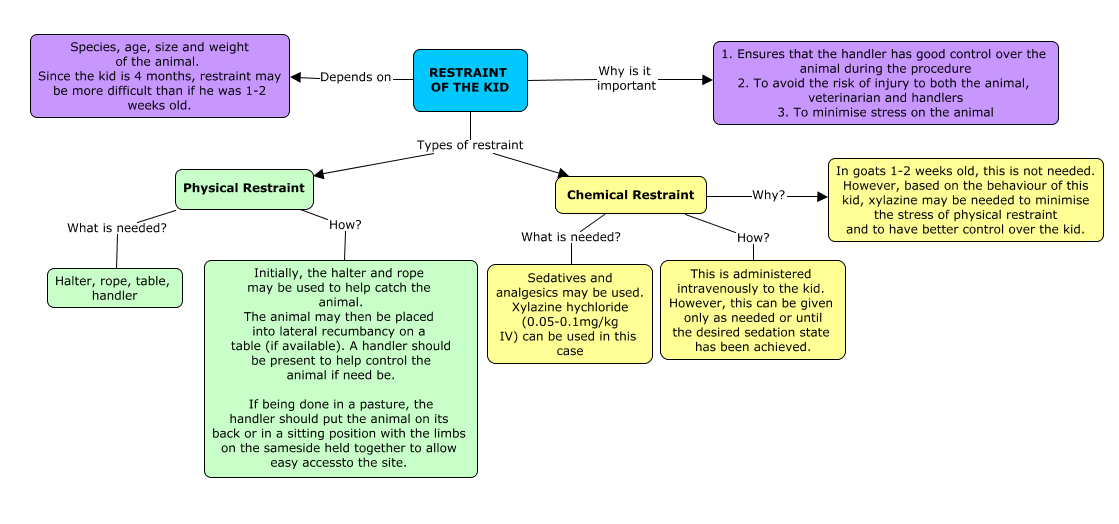 Species, age, size and weight
of the animal.
Since the kid is 4 months, restraint may
be more difficult than if he was 1-2
weeks old.
Depends on
RESTRAINT
OF THE KID
Why is it
important
1. Ensures that the handler has good control over the
animal during the procedure
2. To avoid the risk of injury to both the animal,
veterinarian and handlers
3. To minimise stress on the animal
Types of restraint
Physical Restraint
Chemical Restraint
Why?
In goats 1-2 weeks old, this is not needed.
However, based on the behaviour of this
kid, xylazine may be needed to minimise
the stress of physical restraint
and to have better control over the kid.
What is needed?
How?
What is needed?
How?
Halter, rope, table,
handler
Initially, the halter and rope
may be used to help catch the
animal.
The animal may then be placed
into lateral recumbancy on a
table (if available). A handler should
be present to help control the
animal if need be.
If being done in a pasture, the
handler should put the animal on its
back or in a sitting position with the limbs
on the sameside held together to allow
easy accessto the site.
Sedatives and
analgesics may be used.
Xylazine hychloride
(0.05-0.1mg/kg
IV) can be used in this
case
This is administered
intravenously to the kid.
However, this can be given
only as needed or until
the desired sedation state
has been achieved.